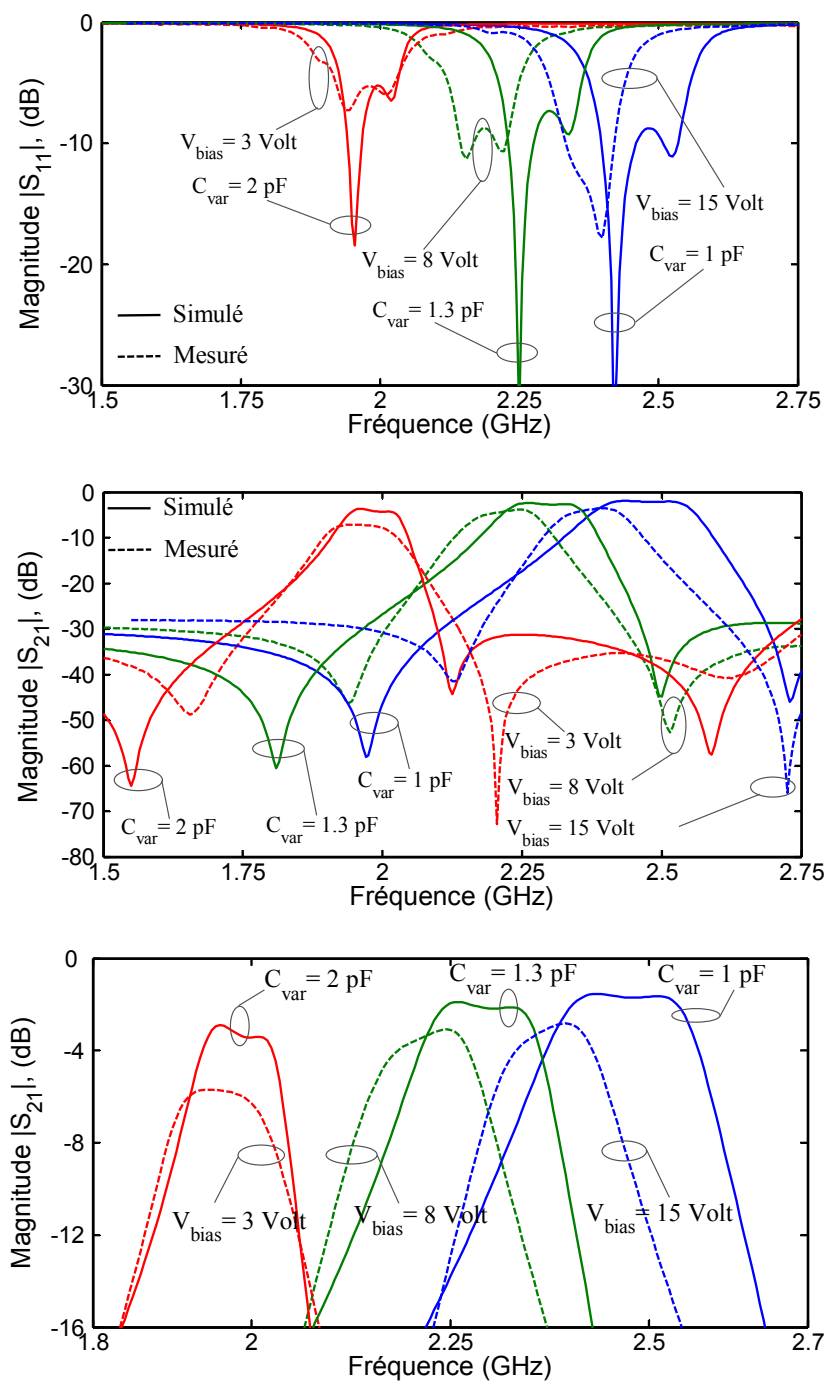 0
-10
-20
-30
Magnitude |S11|, (dB)
Vbias= 3 Volt
Cvar= 2 pF
Vbias= 8 Volt
Cvar= 1.3 pF
Vbias= 15 Volt
Cvar= 1 pF
Simulé
Mesuré
1.5 1.75 2 2.25 2.5 2.75
Fréquence (GHz)
0
-10
-20
-30
-40
-50
-60
-70
-80
Magnitude |S21|, (dB)
Simulé
Mesuré
Cvar= 2 pF
Cvar= 1.3 pF
Cvar= 1 pF
Vbias= 3 Volt
Vbias= 8 Volt
Vbias= 15 Volt
1.5 1.75 2 2.25 2.5 2.75
Fréquence (GHz)
0
-4
-8
-12
-16
Magnitude |S21|, (dB)
Cvar= 2 pF
Cvar= 1.3 pF
Cvar= 1 pF
Vbias= 3 Volt
Vbias= 8 Volt
Vbias= 15 Volt
1.8 2 2.25 2.5 2.7
Fréquence (GHz)